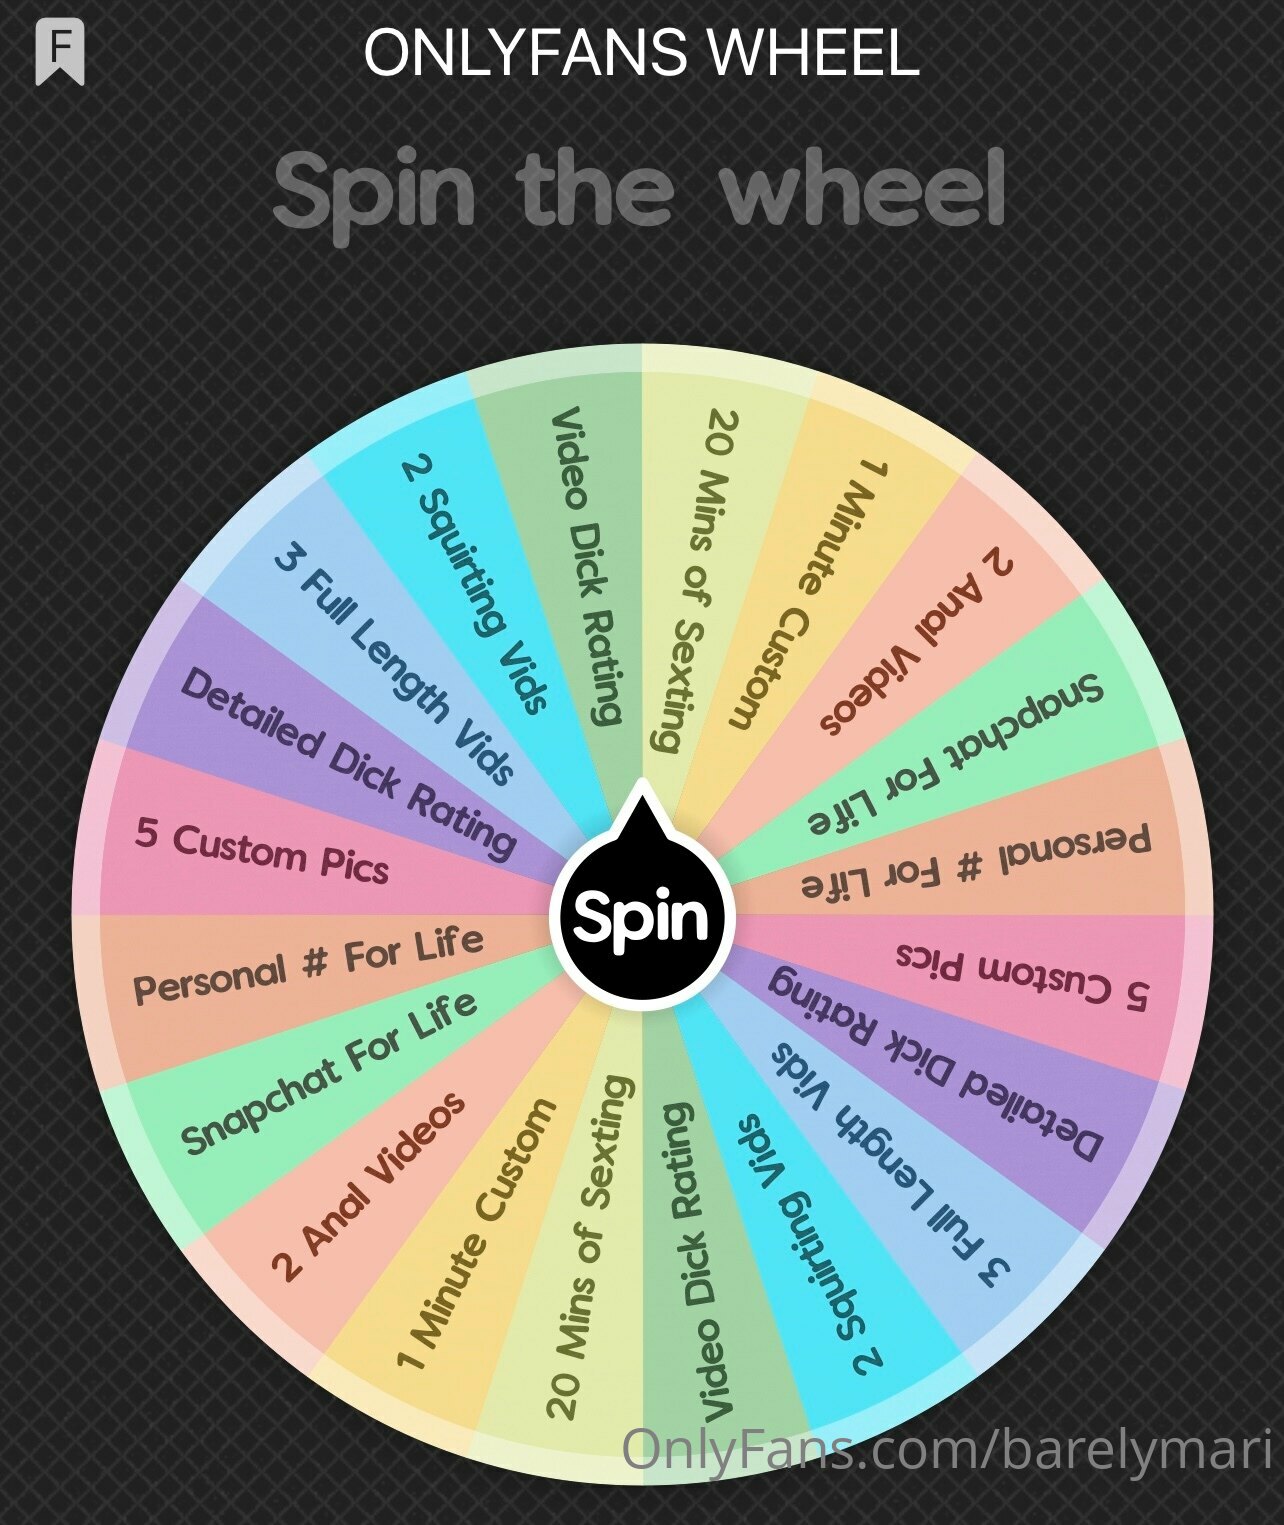 F
ONLYFANS WHEEL
Spin the wheel
20 Mins of Sexting
1 Minute Custom
2 Anal Videos
Snapchat For Life
Personal # For Life
5 Custom Pics
Detailed Dick Rating
3 Full Length Vids
2 Squirting Vids
Video Dick Rating
20 Mins of Sexting
1 Minute Custom
2 Anal Videos
Snapchat For Life
Personal # For Life
5 Custom Pics
Detailed Dick Rating
3 Full Length Vids
2 Squirting Vids
Video Dick Rating
Spin
OnlyFans.com/barelymari